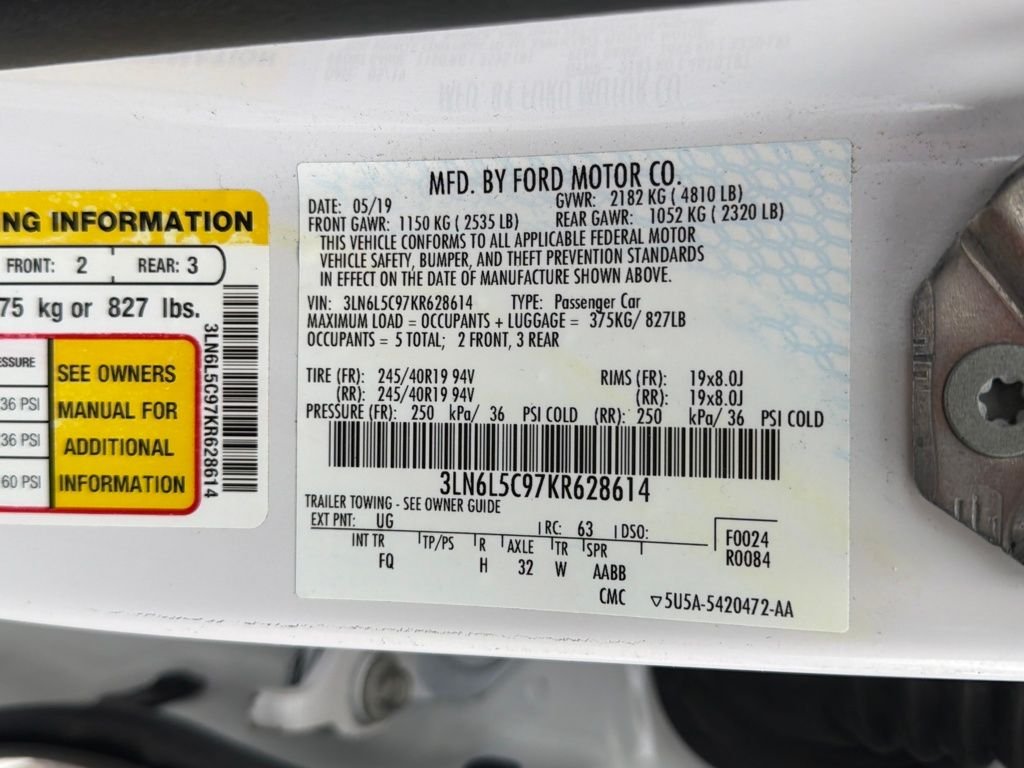 NG INFORMATION
FRONT: 2 REAR: 3
75 kg or 827 lbs.
ESSURE
36 PSI
36 PSI
60 PSI
SEE OWNERS
MANUAL FOR
ADDITIONAL
INFORMATION
3LN6L5C97KR628614
MFD. BY FORD MOTOR CO.
DATE: 05/19 GVWR: 2182 KG ( 4810 LB)
FRONT GAWR: 1150 KG ( 2535 LB) REAR GAWR: 1052 KG ( 2320 LB)
THIS VEHICLE CONFORMS TO ALL APPLICABLE FEDERAL MOTOR
VEHICLE SAFETY, BUMPER, AND THEFT PREVENTION STANDARDS
IN EFFECT ON THE DATE OF MANUFACTURE SHOWN ABOVE.
VIN: 3LN6L5C97KR628614 TYPE: Passenger Car
MAXIMUM LOAD = OCCUPANTS + LUGGAGE = 375KG/ 827LB
OCCUPANTS = 5 TOTAL; 2 FRONT, 3 REAR
TIRE (FR): 245/40R19 94V RIMS (FR): 19x8.0J
(RR): 245/40R19 94V (RR): 19x8.0J
PRESSURE (FR): 250 kPa/ 36 PSI COLD (RR): 250 kPa/ 36 PSI COLD
3LN6L5C97KR628614
TRAILER TOWING - SEE OWNER GUIDE
EXT PNT: UG RC: 63 DSO: F0024
R0084
INT TR TP/PS R AXLE TR SPR
FQ H 32 W AABB
CMC ▽5U5A-5420472-AA